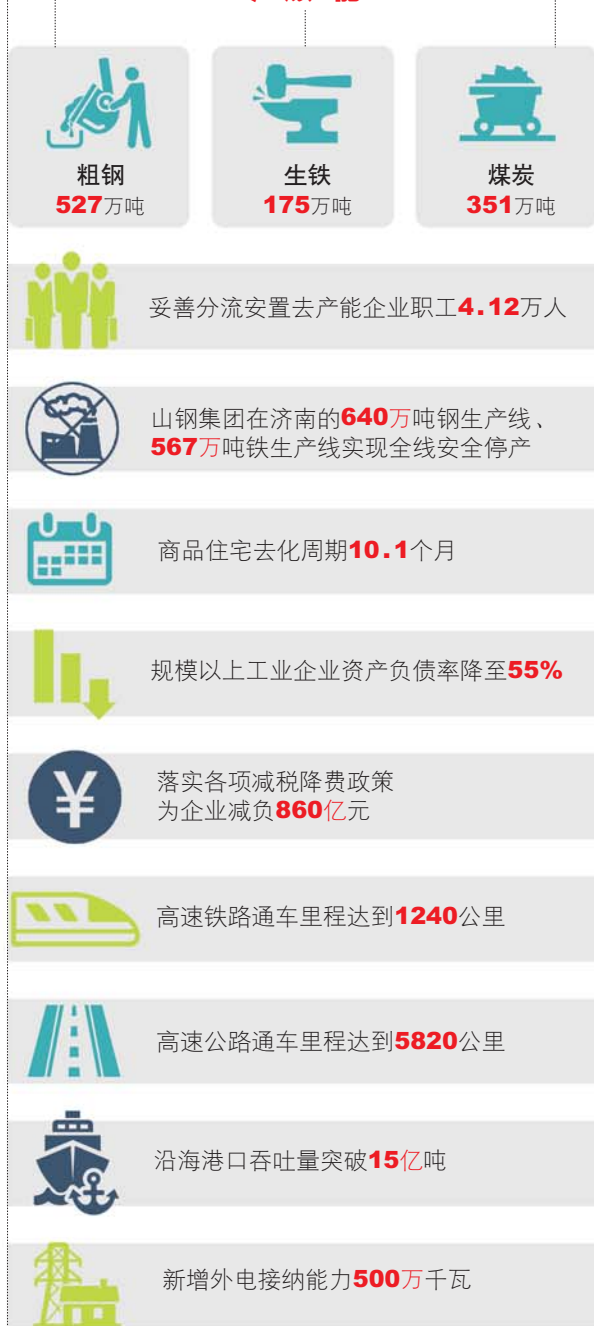 粗钢
527万吨
生铁
175万吨
煤炭
351万吨
妥善分流安置去产能企业职工4.12万人
山钢集团在济南的640万吨钢生产线、
567万吨铁生产线实现全线安全停产
商品住宅去化周期10.1个月
规模以上工业企业资产负债率降至55%
¥
落实各项减税降费政策
为企业减负860亿元
高速铁路通车里程达到1240公里
高速公路通车里程达到5820公里
沿海港口吞吐量突破15亿吨
新增外电接纳能力500万千瓦